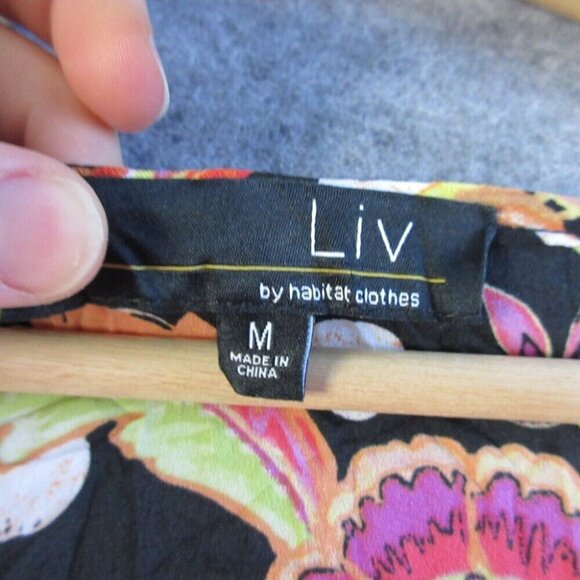 Liv
by habitat clothes
M
MADE IN
CHINA